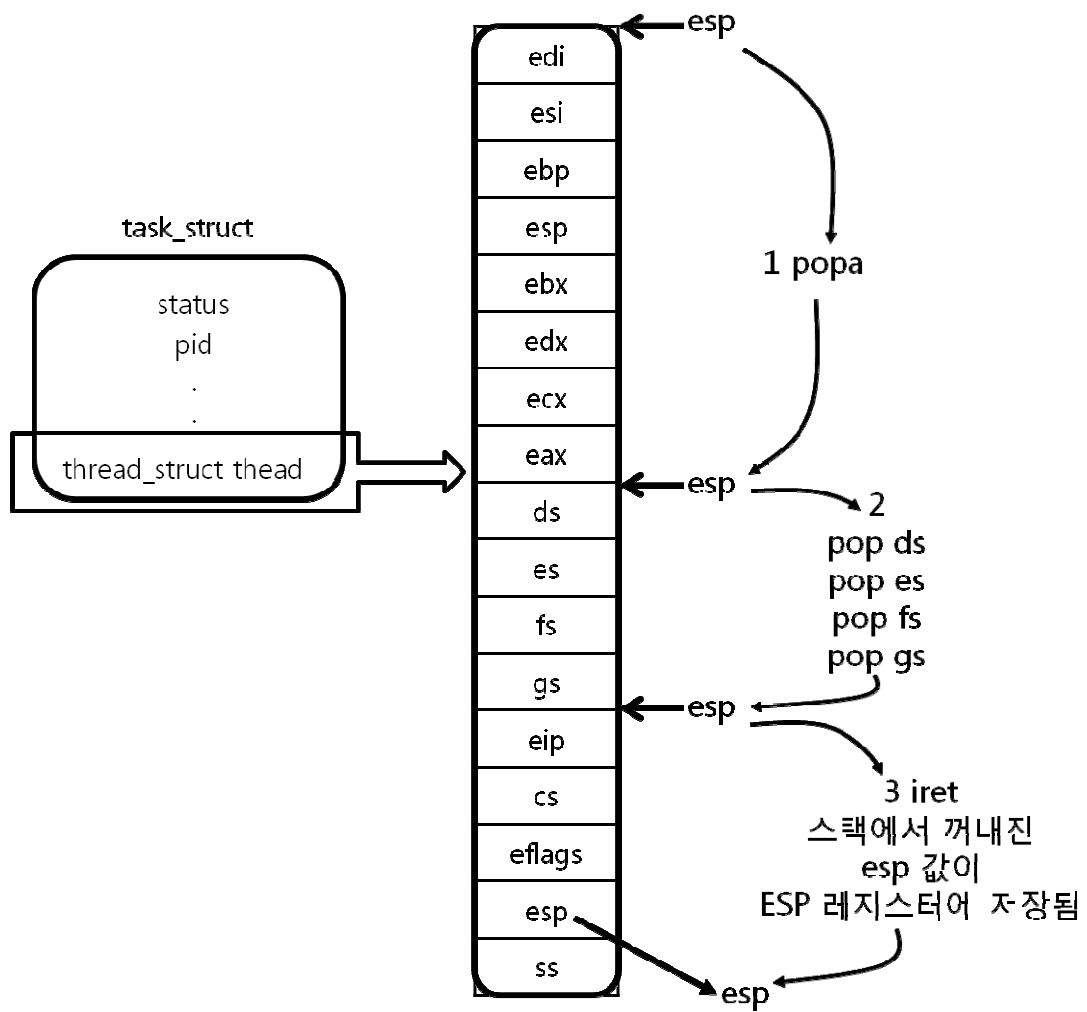 task_struct
status
pid
.
.
thread_struct thead
edi
esi
ebp
esp
ebx
edx
ecx
eax
ds
es
fs
gs
eip
cs
eflags
esp
ss
esp
1 popa
esp
2
pop ds
pop es
pop fs
pop gs
esp
3 iret
스택에서 꺼내진
esp 값이
ESP 레지스터어 저장됨
esp